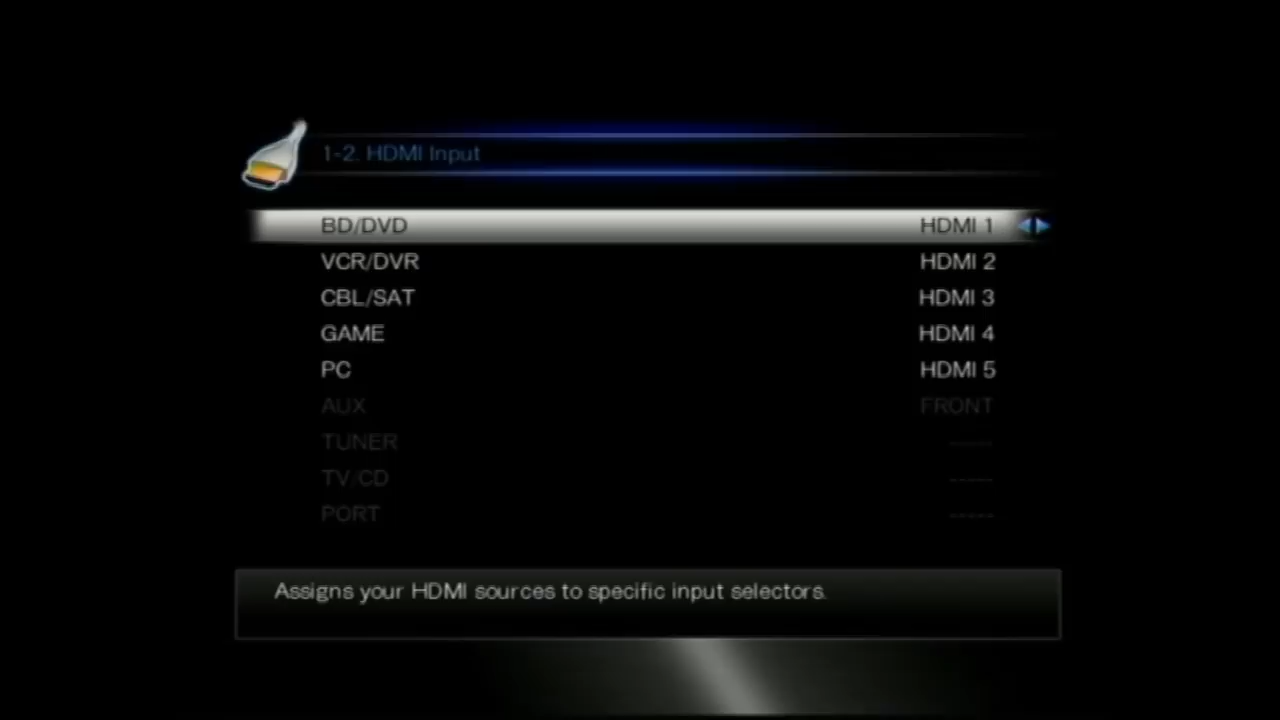 1-2. HDMI Input
BD/DVD HDMI 1
VCR/DVR HDMI 2
CBL/SAT HDMI 3
GAME HDMI 4
PC HDMI 5
AUX FRONT
TUNER -----
TV/CD -----
PORT -----
Assigns your HDMI sources to specific input selectors.